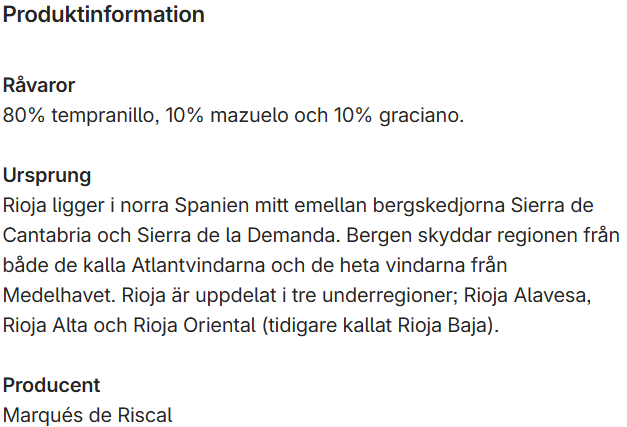 Produktinformation
Råvaror
80% tempranillo, 10% mazuelo och 10% graciano.
Ursprung
Rioja ligger i norra Spanien mitt emellan bergskedjorna Sierra de
Cantabria och Sierra de la Demanda. Bergen skyddar regionen från
både de kalla Atlantvindarna och de heta vindarna från
Medelhavet. Rioja är uppdelat i tre underregioner; Rioja Alavesa,
Rioja Alta och Rioja Oriental (tidigare kallat Rioja Baja).
Producent
Marqués de Riscal